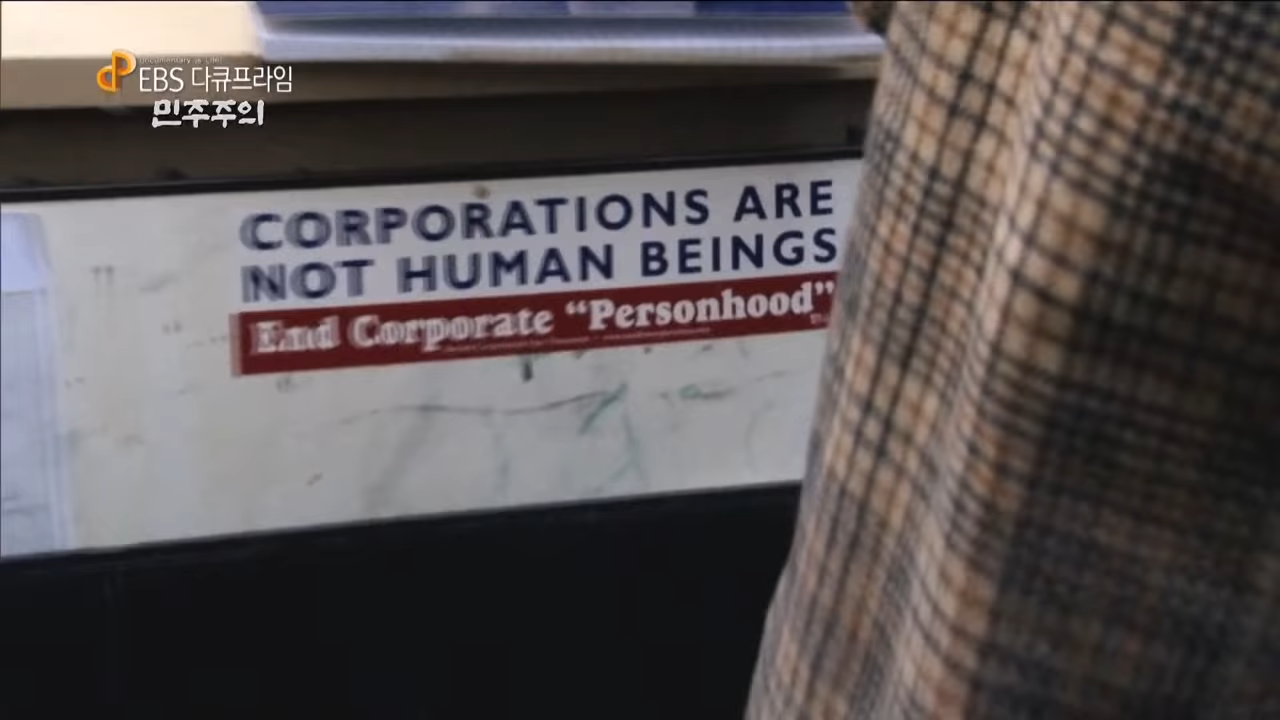 EBS 다큐프라임
민주주의
CORPORATIONS ARE
NOT HUMAN BEINGS
End Corporate “Personhood”